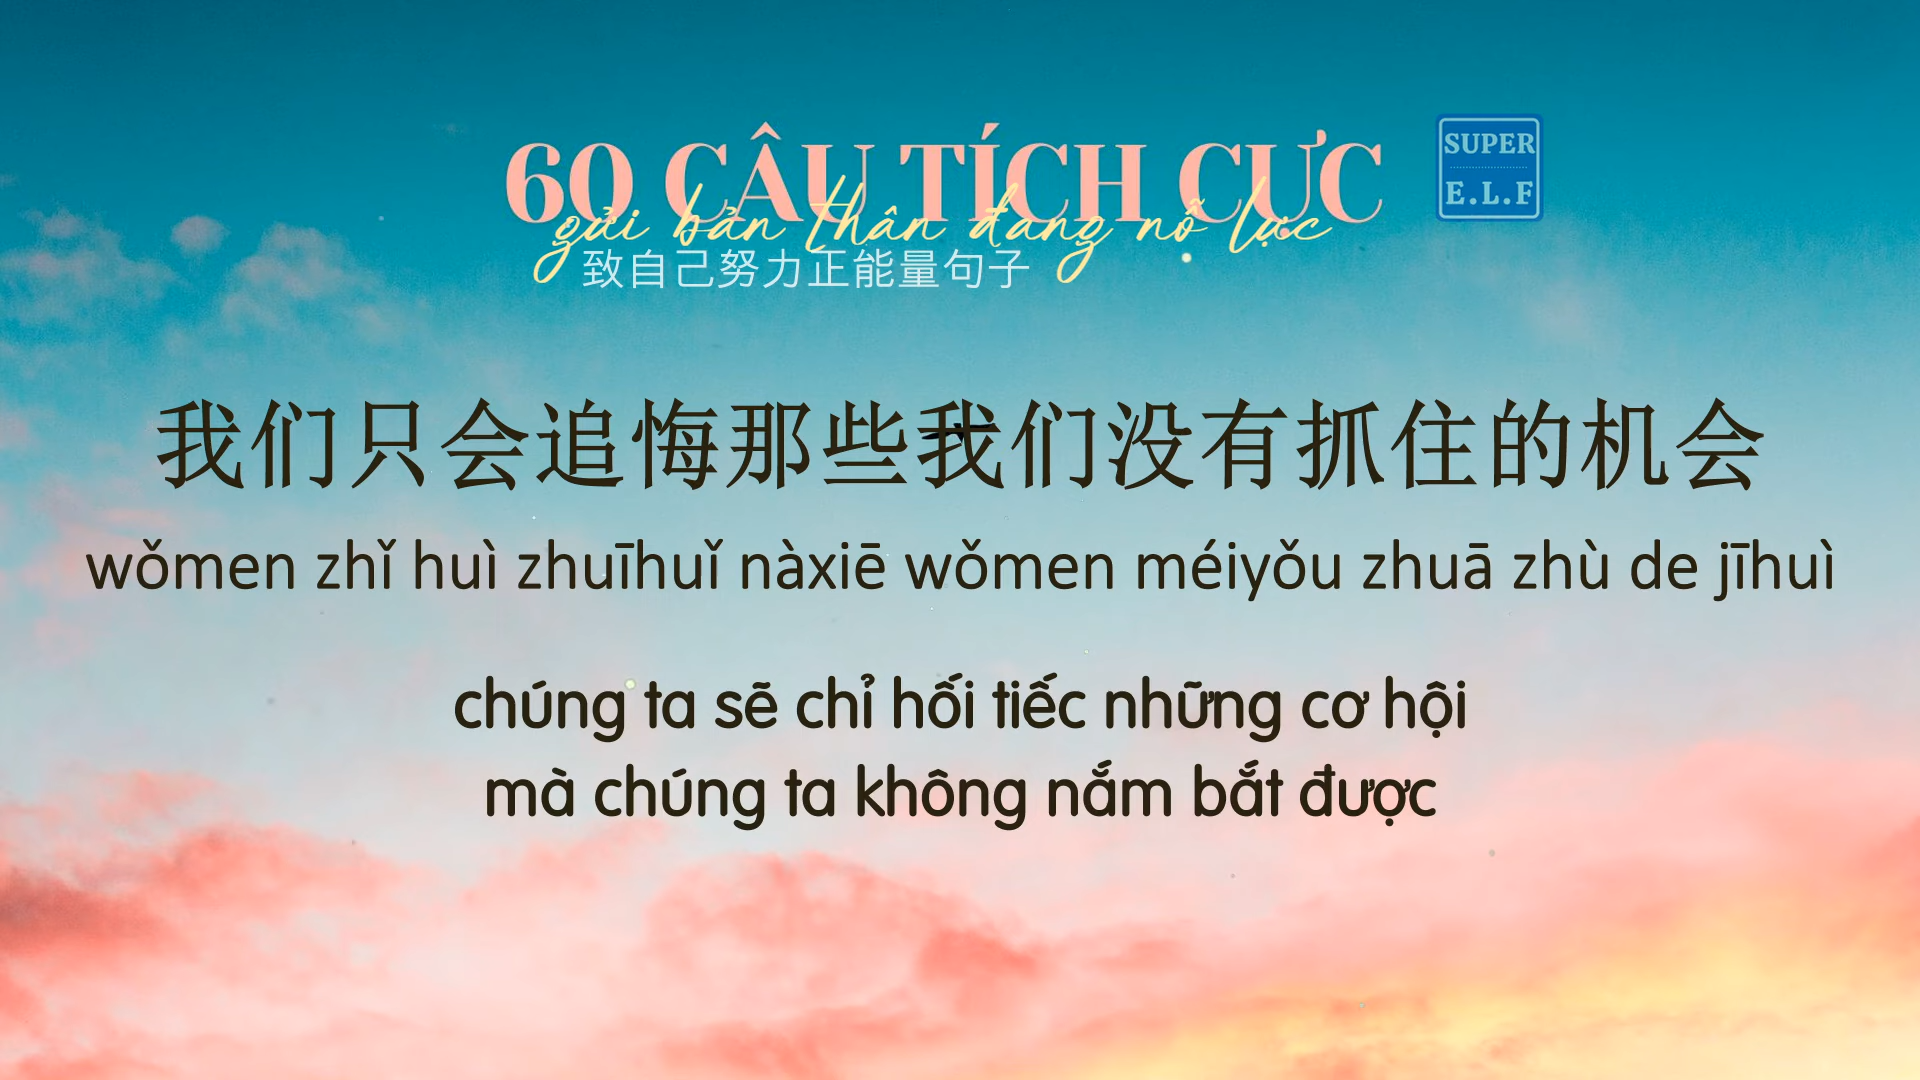 60 CÂU TÍCH CỰC
gửi bản thân đang nỗ lực
致自己努力正能量句子
SUPER
E.L.F
我们只会追悔那些我们没有抓住的机会
wǒmen zhǐ huì zhuīhuǐ nàxiē wǒmen méiyǒu zhuā zhù de jīhuì
chúng ta sẽ chỉ hối tiếc những cơ hội
mà chúng ta không nắm bắt được